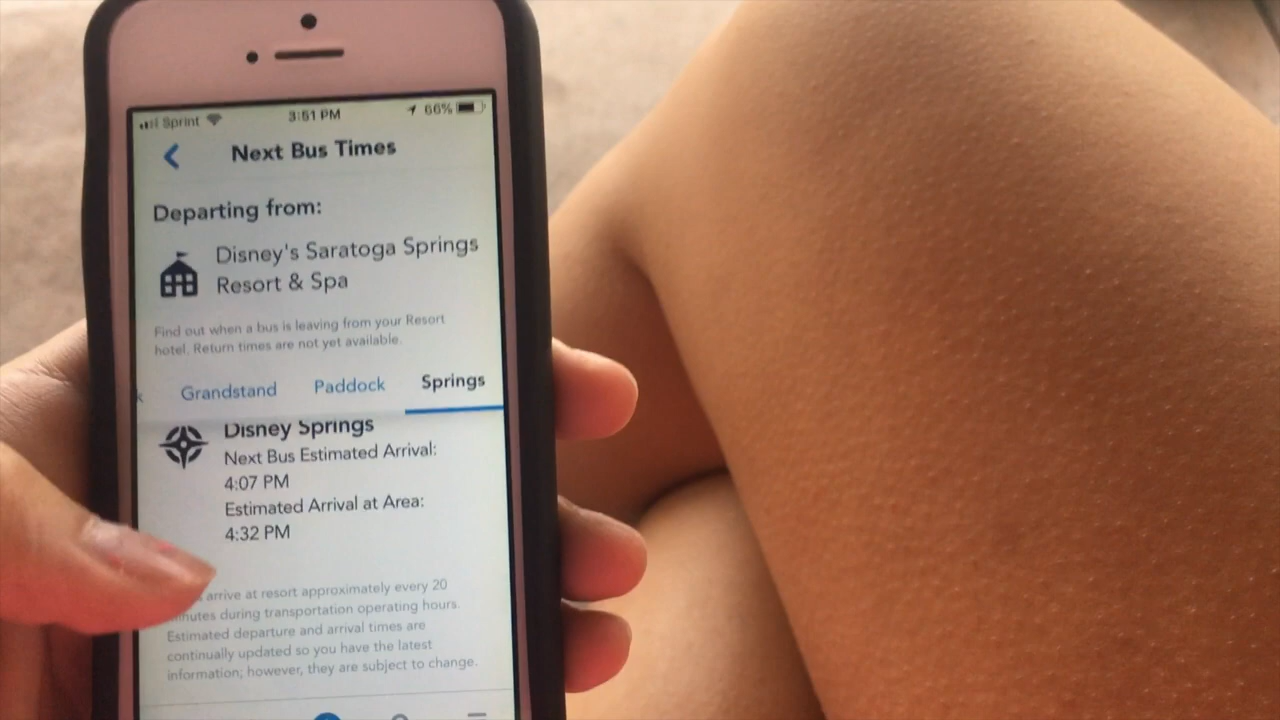 Sprint 3:51 PM 66%
Next Bus Times
Departing from:
Disney's Saratoga Springs
Resort & Spa
Find out when a bus is leaving from your Resort
hotel. Return times are not yet available.
Grandstand Paddock Springs
Disney Springs
Next Bus Estimated Arrival:
4:07 PM
Estimated Arrival at Area:
4:32 PM
arrive at resort approximately every 20
minutes during transportation operating hours.
Estimated departure and arrival times are
continually updated so you have the latest
information; however, they are subject to change.